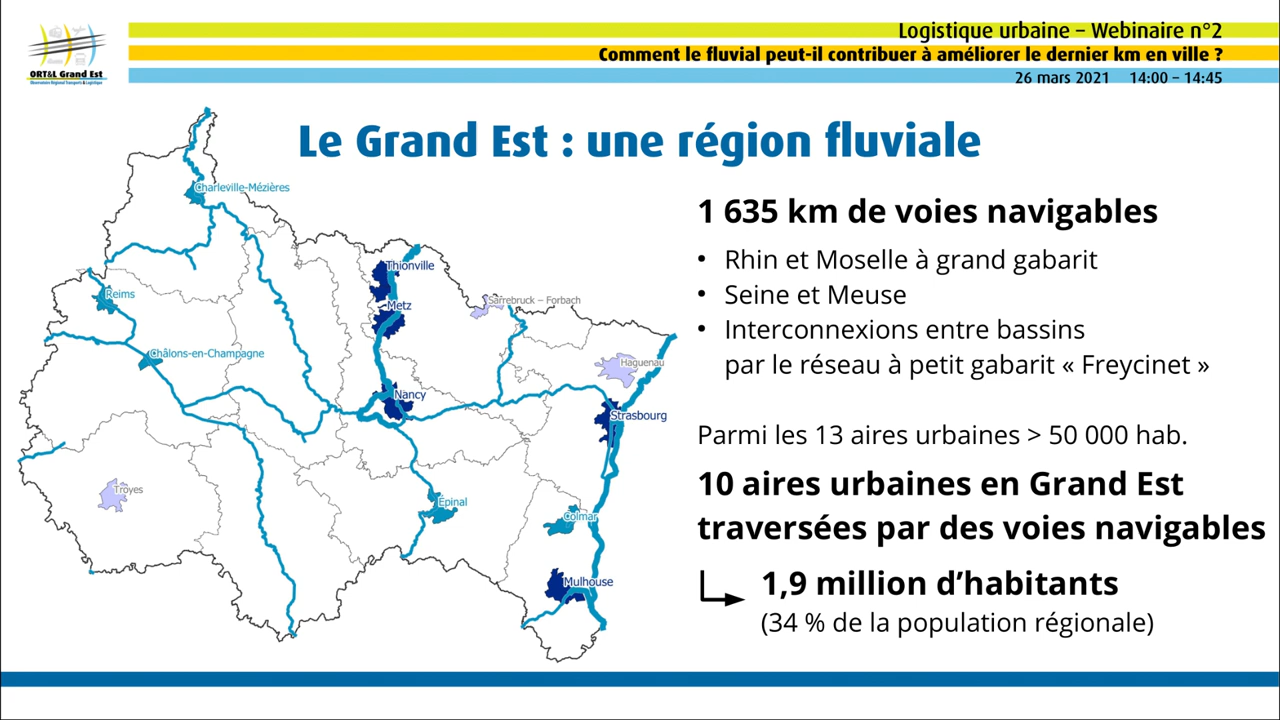 Logistique urbaine – Webinaire n°2
Comment le fluvial peut-il contribuer à améliorer le dernier km en ville ?
26 mars 2021 14:00 – 14:45
ORT&L Grand Est
Observatoire Régional Transports & Logistique
Le Grand Est : une région fluviale
Charleville-Mézières
Thionville
Reims
Metz
Sarrebruck – Forbach
Châlons-en-Champagne
Haguenau
Nancy
Strasbourg
Troyes
Épinal
Colmar
Mulhouse
1 635 km de voies navigables
• Rhin et Moselle à grand gabarit
• Seine et Meuse
• Interconnexions entre bassins
par le réseau à petit gabarit « Freycinet »
Parmi les 13 aires urbaines > 50 000 hab.
10 aires urbaines en Grand Est
traversées par des voies navigables
1,9 million d’habitants
(34 % de la population régionale)